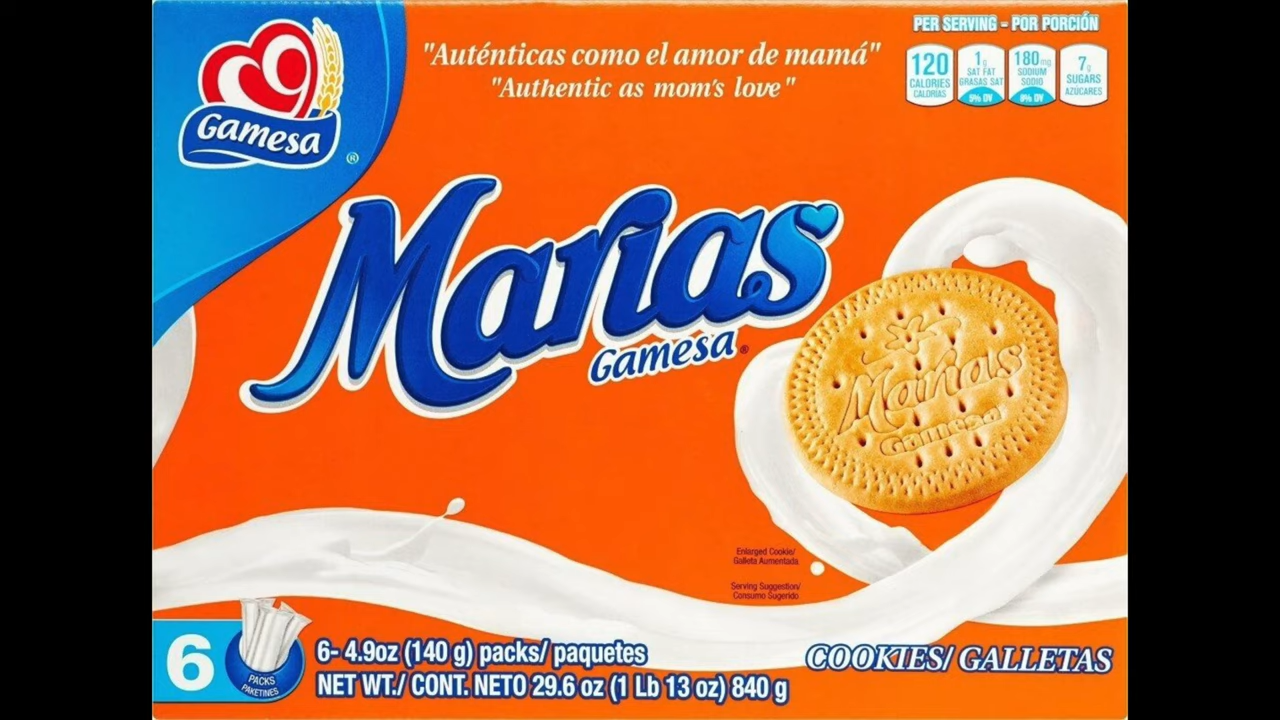 Gamesa
®
"Auténticas como el amor de mamá"
"Authentic as mom's love"
PER SERVING - POR PORCIÓN
120
CALORIES
CALORÍAS
1g
SAT FAT
GRASAS SAT
5% DV
180mg
SODIUM
SODIO
8% DV
7g
SUGARS
AZÚCARES
Marías
Gamesa®
Marías
Gamesa
Enlarged Cookie/
Galleta Aumentada
Serving Suggestion/
Consumo Sugerido
6
PACKS
PAKETINES
6- 4.9oz (140 g) packs/ paquetes
NET WT./ CONT. NETO 29.6 oz (1 Lb 13 oz) 840 g
COOKIES/ GALLETAS